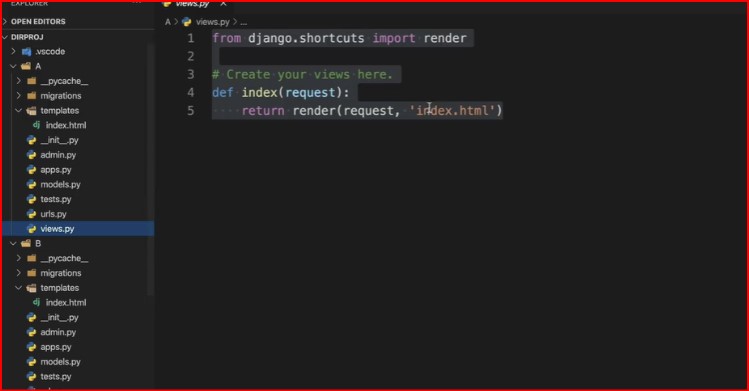 EXPLORER
OPEN EDITORS
DIRPROJ
.vscode
A
__pycache__
migrations
templates
dj index.html
__init__.py
admin.py
apps.py
models.py
tests.py
urls.py
views.py
B
__pycache__
migrations
templates
dj index.html
__init__.py
admin.py
apps.py
models.py
tests.py
views.py ×
A > views.py > ...
1 from django.shortcuts import render
2
3 # Create your views here.
4 def index(request):
5 return render(request, 'index.html')